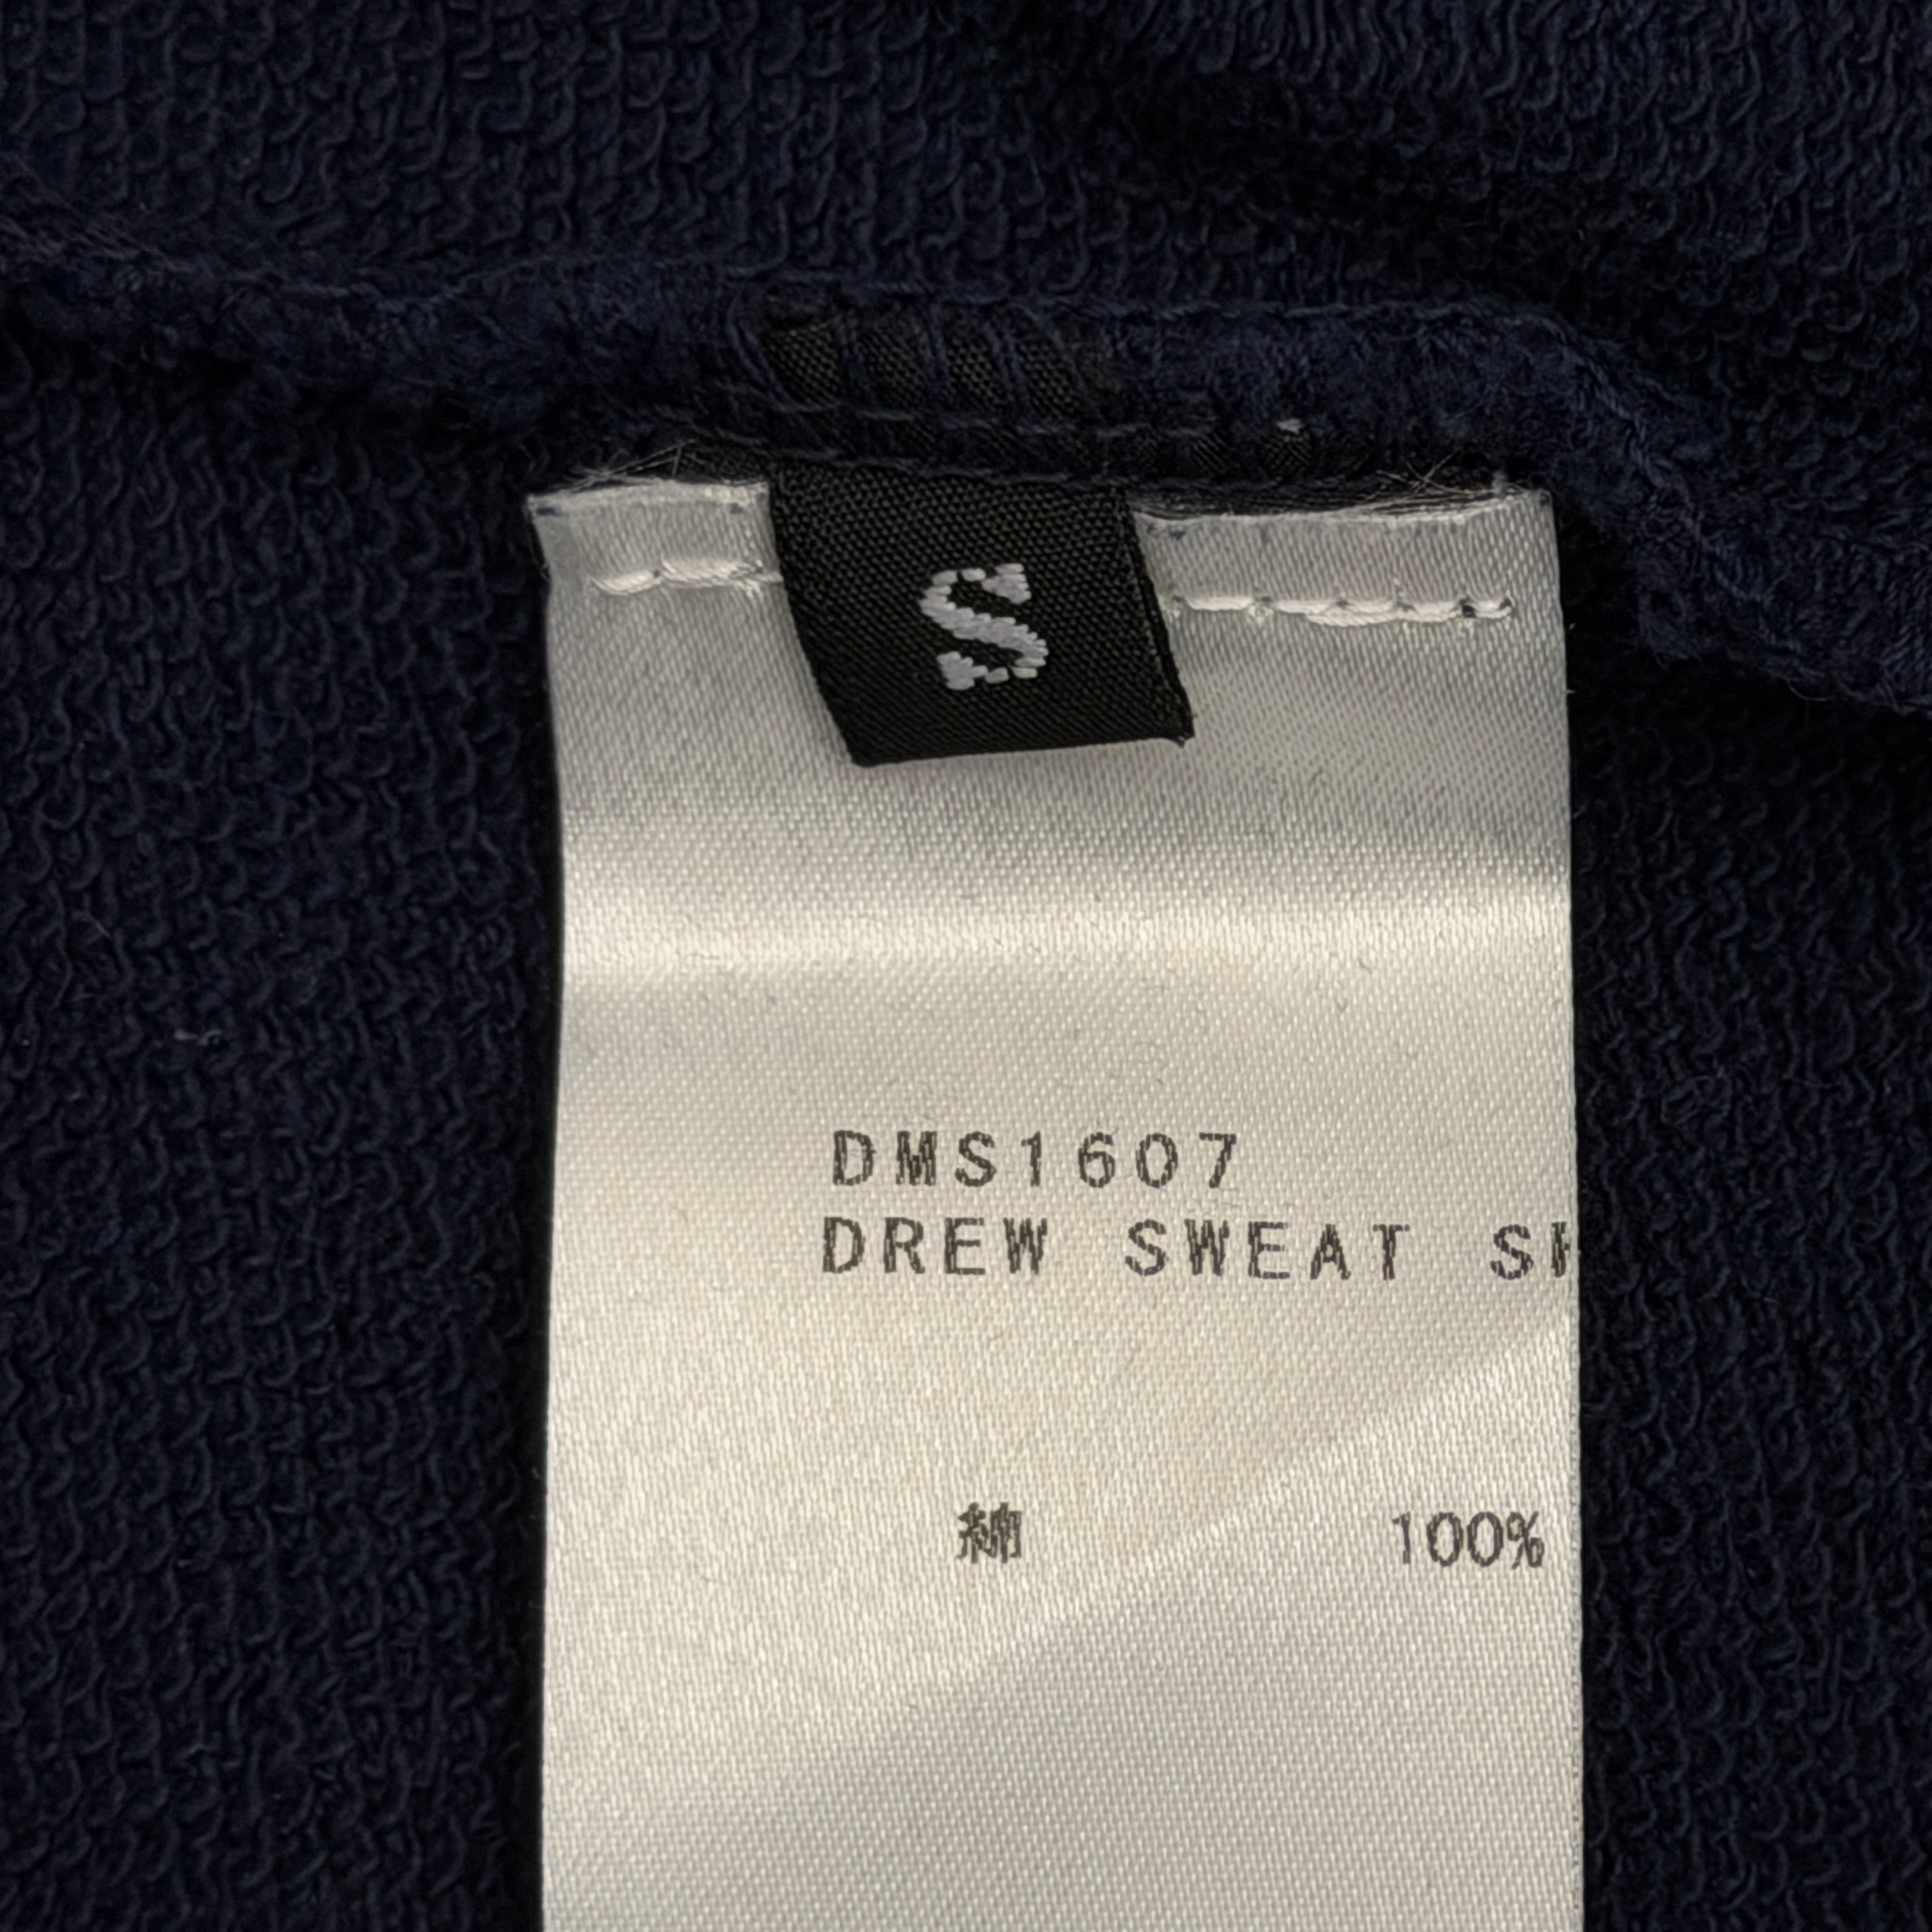 S
DMS1607
DREW SWEAT
綿 100%